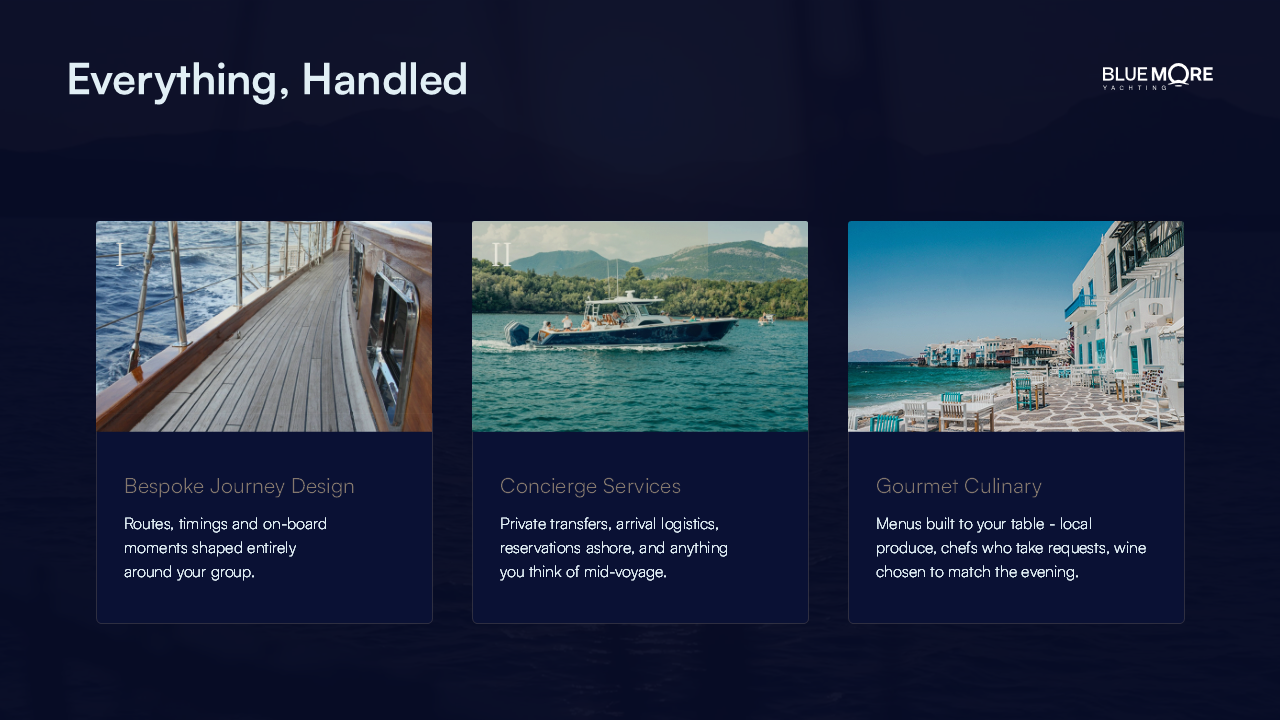 Everything, Handled
BLUE MORE
YACHTING
I
II
Bespoke Journey Design
Routes, timings and on-board
moments shaped entirely
around your group.
Concierge Services
Private transfers, arrival logistics,
reservations ashore, and anything
you think of mid-voyage.
Gourmet Culinary
Menus built to your table - local
produce, chefs who take requests, wine
chosen to match the evening.